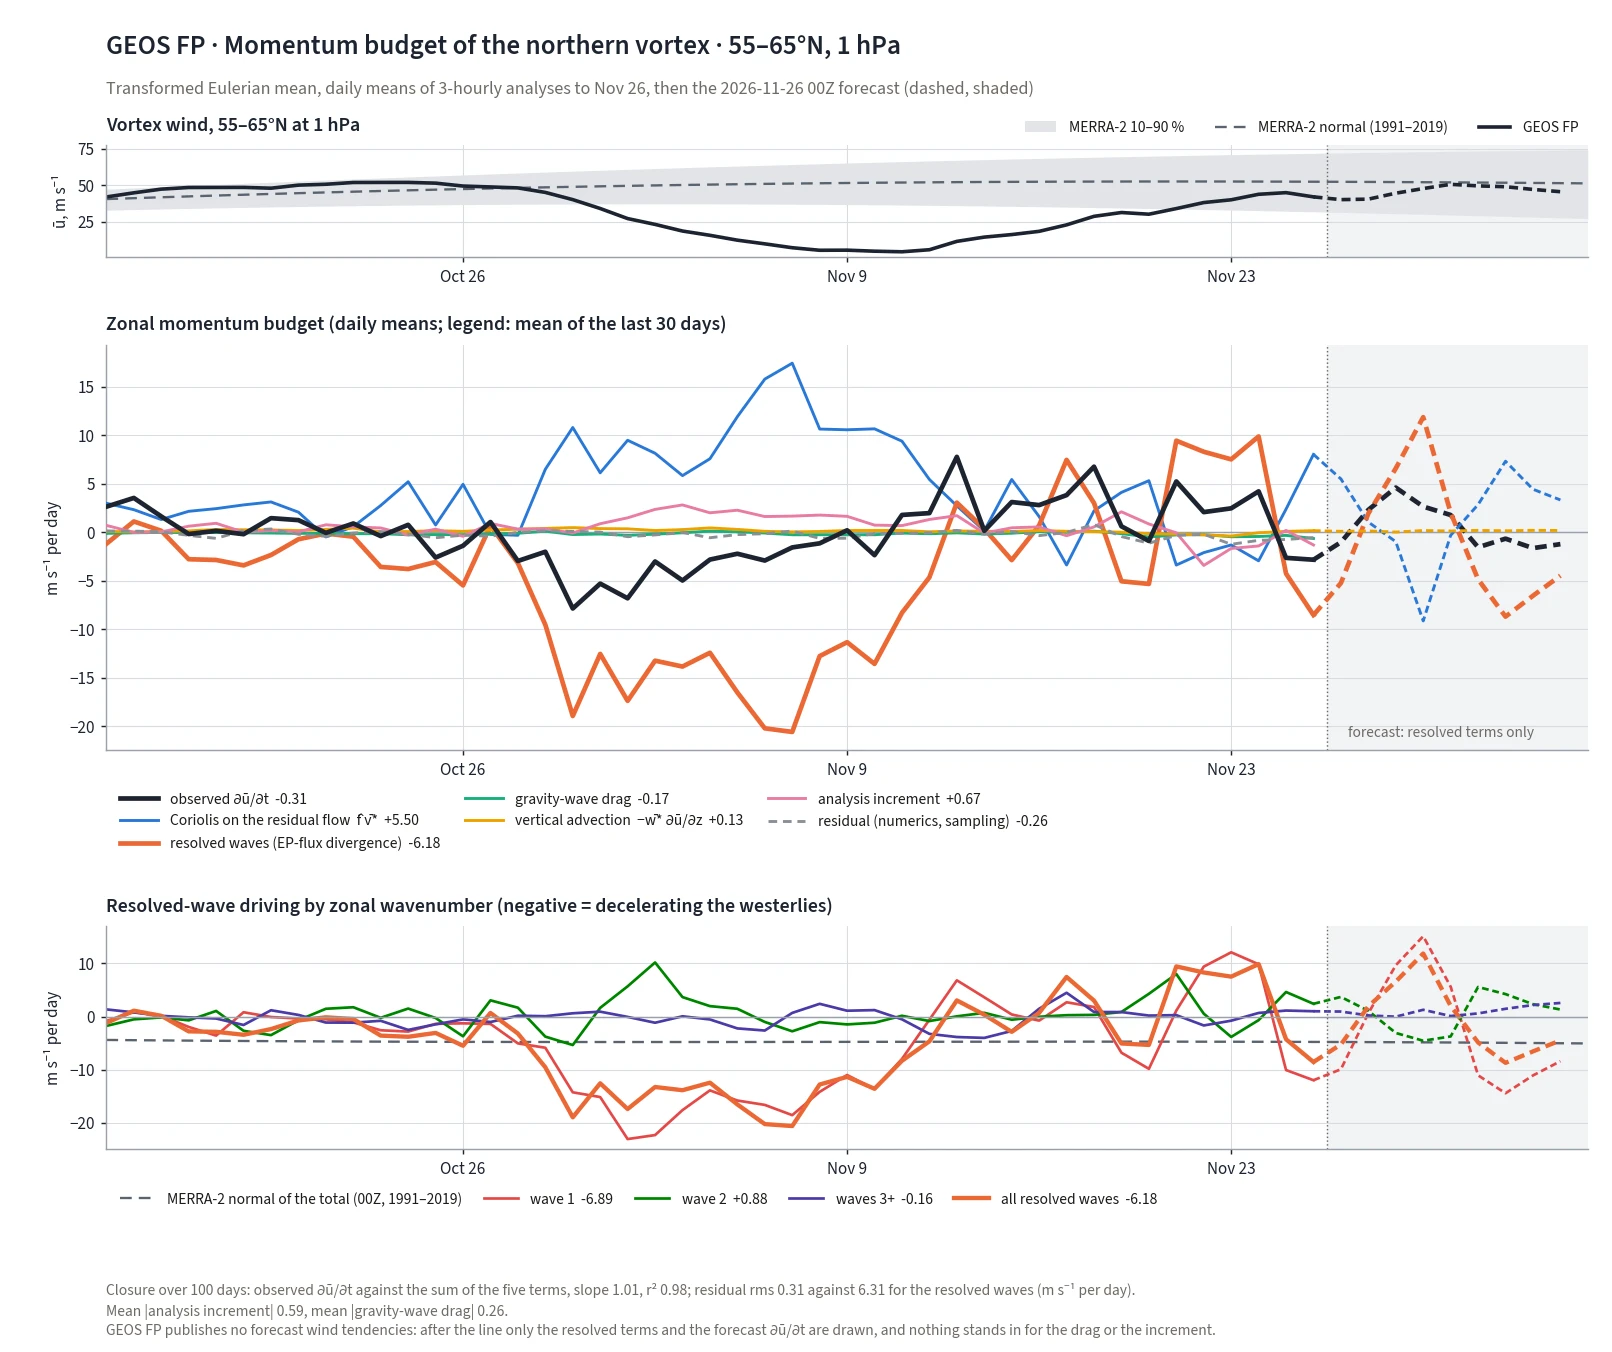 GEOS FP · Momentum budget of the northern vortex · 55–65°N, 1 hPa
Transformed Eulerian mean, daily means of 3-hourly analyses to Nov 26, then the 2026-11-26 00Z forecast (dashed, shaded)
Vortex wind, 55–65°N at 1 hPa
MERRA-2 10–90 %
MERRA-2 normal (1991–2019)
GEOS FP
75
50
25
ū, m s⁻¹
Oct 26
Nov 9
Nov 23
Zonal momentum budget (daily means; legend: mean of the last 30 days)
15
10
5
0
−5
−10
−15
−20
m s⁻¹ per day
forecast: resolved terms only
Oct 26
Nov 9
Nov 23
observed ∂ū/∂t -0.31
gravity-wave drag -0.17
analysis increment +0.67
Coriolis on the residual flow f v̄* +5.50
vertical advection −w̄* ∂ū/∂z +0.13
residual (numerics, sampling) -0.26
resolved waves (EP-flux divergence) -6.18
Resolved-wave driving by zonal wavenumber (negative = decelerating the westerlies)
10
0
−10
−20
m s⁻¹ per day
Oct 26
Nov 9
Nov 23
MERRA-2 normal of the total (00Z, 1991–2019)
wave 1 -6.89
wave 2 +0.88
waves 3+ -0.16
all resolved waves -6.18
Closure over 100 days: observed ∂ū/∂t against the sum of the five terms, slope 1.01, r² 0.98; residual rms 0.31 against 6.31 for the resolved waves (m s⁻¹ per day).
Mean |analysis increment| 0.59, mean |gravity-wave drag| 0.26.
GEOS FP publishes no forecast wind tendencies: after the line only the resolved terms and the forecast ∂ū/∂t are drawn, and nothing stands in for the drag or the increment.